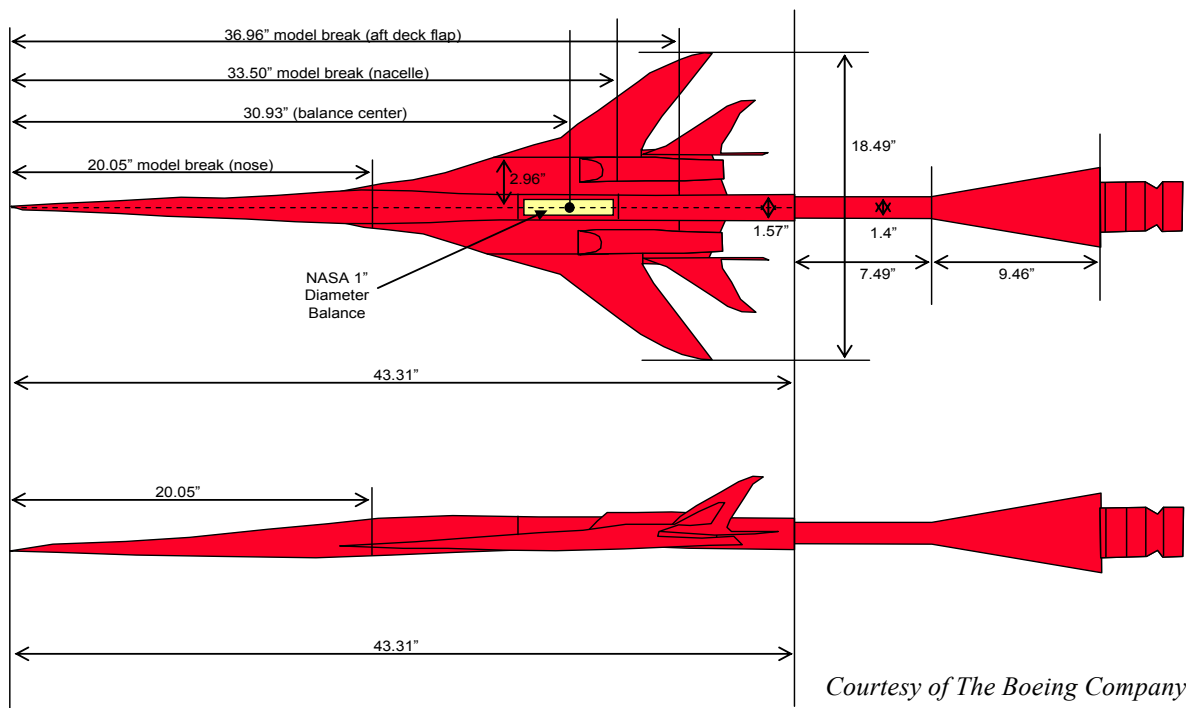 36.96” model break (aft deck flap)
33.50” model break (nacelle)
30.93” (balance center)
20.05” model break (nose)
2.96”
18.49”
1.57”
1.4”
7.49”
9.46”
NASA 1”
Diameter
Balance
43.31”
20.05”
43.31”
Courtesy of The Boeing Company